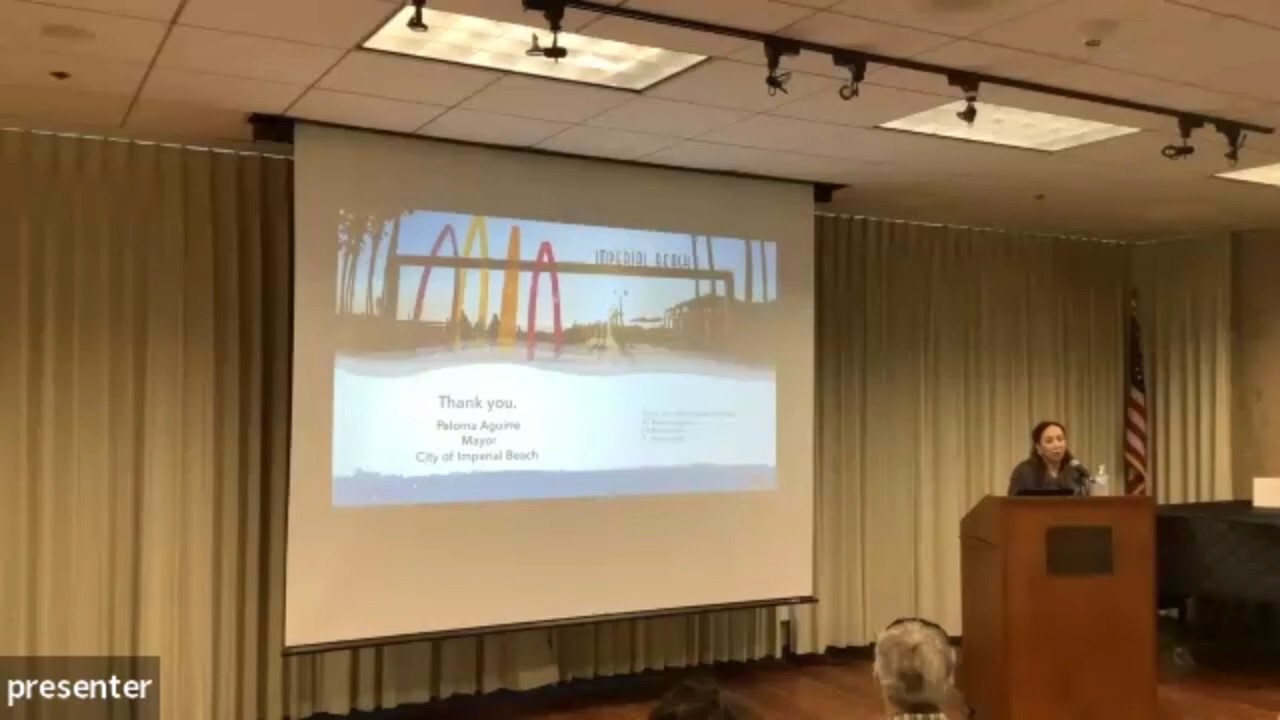 IMPERIAL BEACH
Thank you.
Paloma Aguirre
Mayor
City of Imperial Beach
presenter